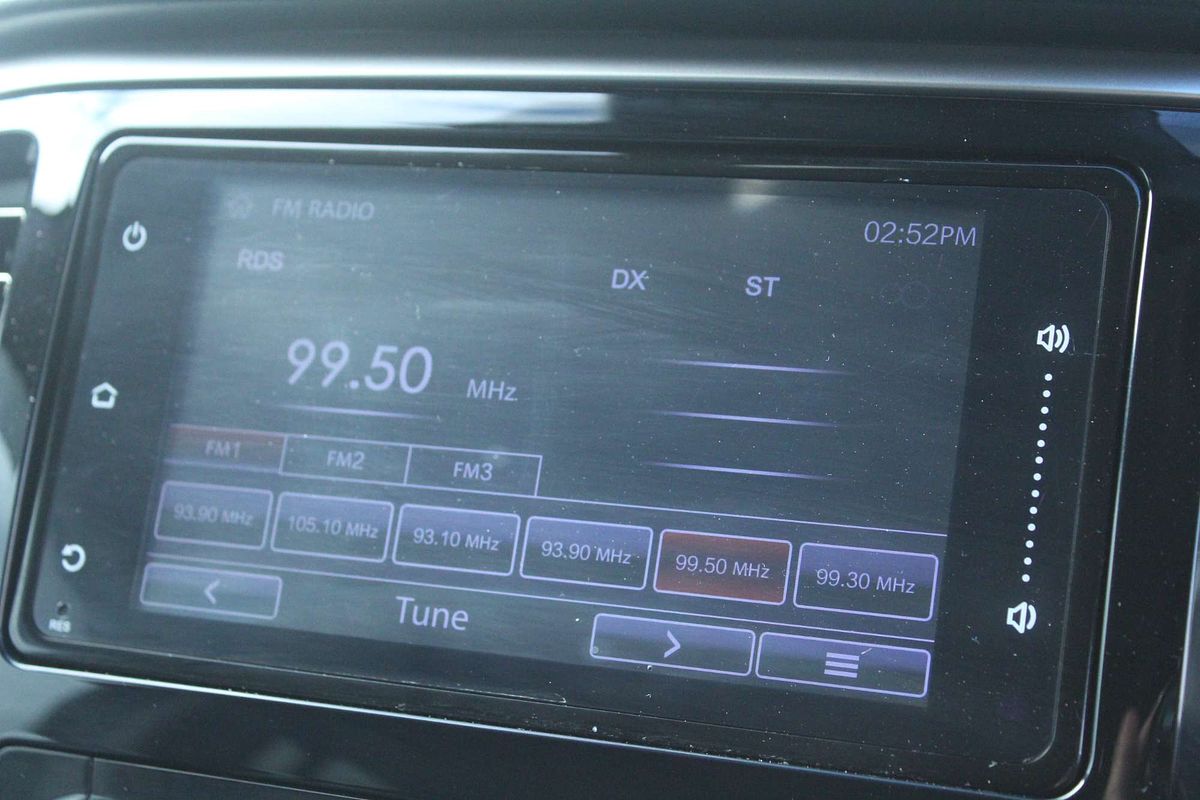 FM RADIO
02:52PM
RDS
DX ST
99.50 MHz
FM1 FM2 FM3
93.90 MHz 105.10 MHz 93.10 MHz 93.90 MHz 99.50 MHz 99.30 MHz
< Tune >
RES